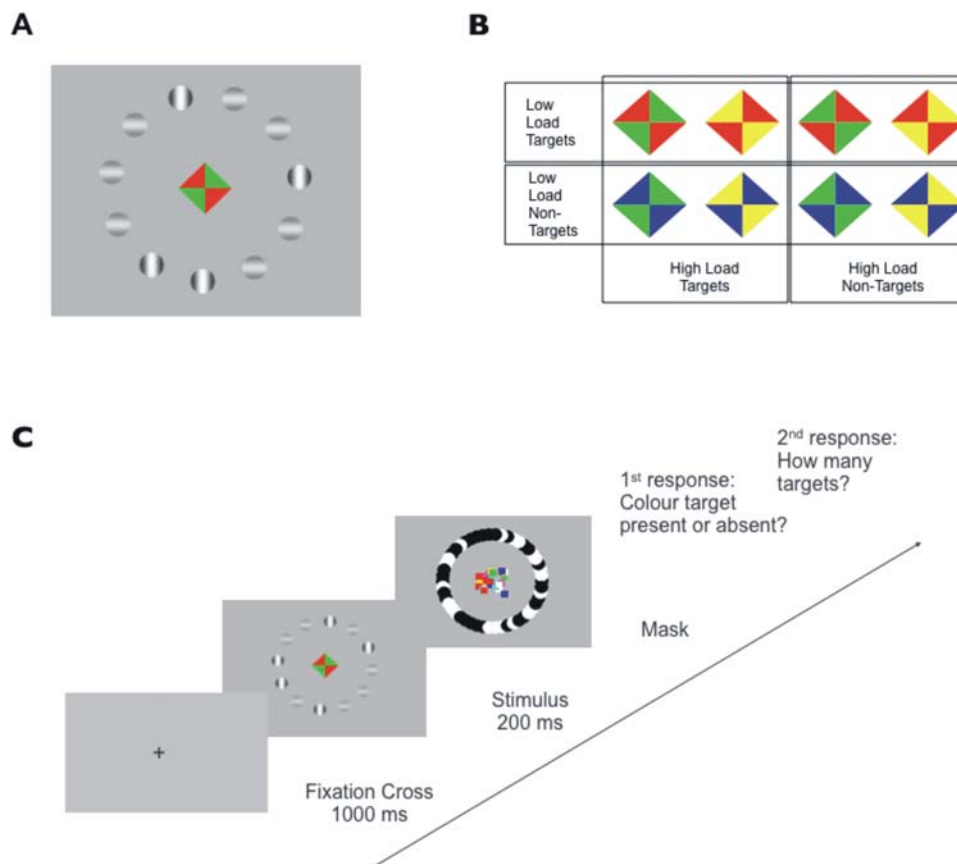 A
B
Low
Load
Targets
Low
Load
Non-
Targets
High Load
Targets
High Load
Non-Targets
C
2nd response:
How many
targets?
1st response:
Colour target
present or absent?
Mask
Stimulus
200 ms
Fixation Cross
1000 ms